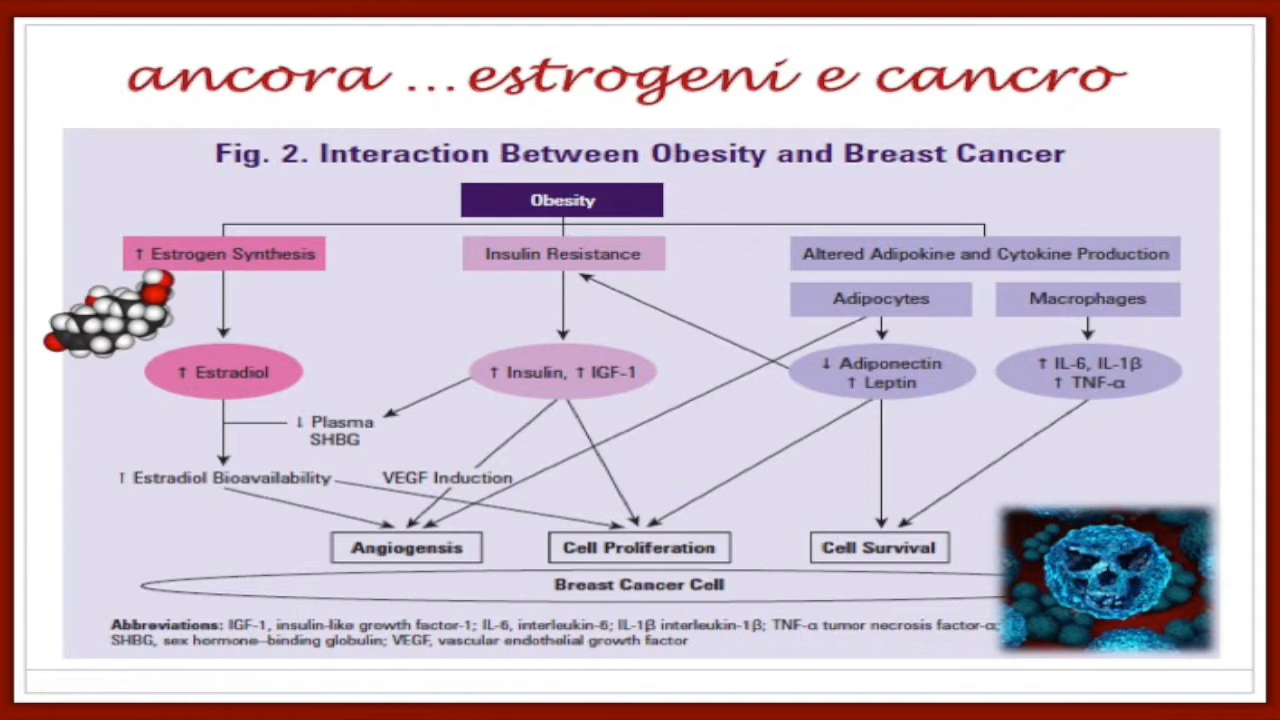 ancora ...estrogeni e cancro
Fig. 2. Interaction Between Obesity and Breast Cancer
Obesity
↑ Estrogen Synthesis
Insulin Resistance
Altered Adipokine and Cytokine Production
Adipocytes
Macrophages
↑ Estradiol
↑ Insulin, ↑ IGF-1
↓ Adiponectin
↑ Leptin
↑ IL-6, IL-1β
↑ TNF-α
↓ Plasma
SHBG
↑ Estradiol Bioavailability
VEGF Induction
Angiogensis
Cell Proliferation
Cell Survival
Breast Cancer Cell
Abbreviations: IGF-1, insulin-like growth factor-1; IL-6, interleukin-6; IL-1β interleukin-1β; TNF-α tumor necrosis factor-α;
SHBG, sex hormone–binding globulin; VEGF, vascular endothelial growth factor